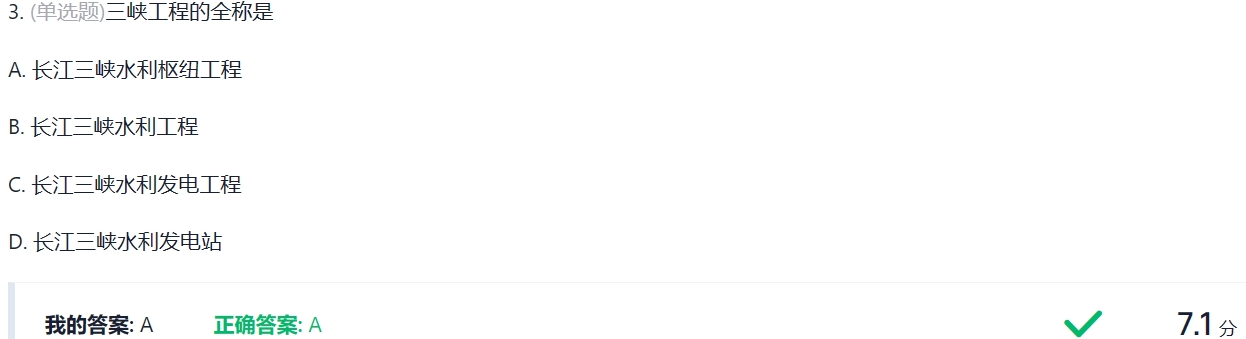 3. (单选题)三峡工程的全称是
A. 长江三峡水利枢纽工程
B. 长江三峡水利工程
C. 长江三峡水利发电工程
D. 长江三峡水利发电站
我的答案: A 正确答案: A 7.1 分